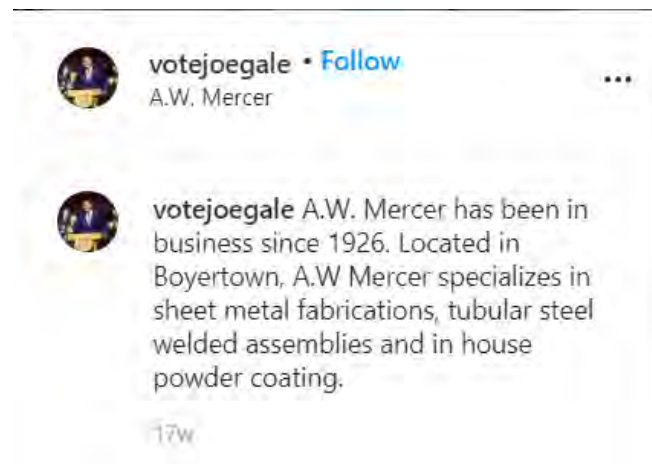 votejoegale • Follow
A.W. Mercer
•••
votejoegale A.W. Mercer has been in
business since 1926. Located in
Boyertown, A.W Mercer specializes in
sheet metal fabrications, tubular steel
welded assemblies and in house
powder coating.
17w